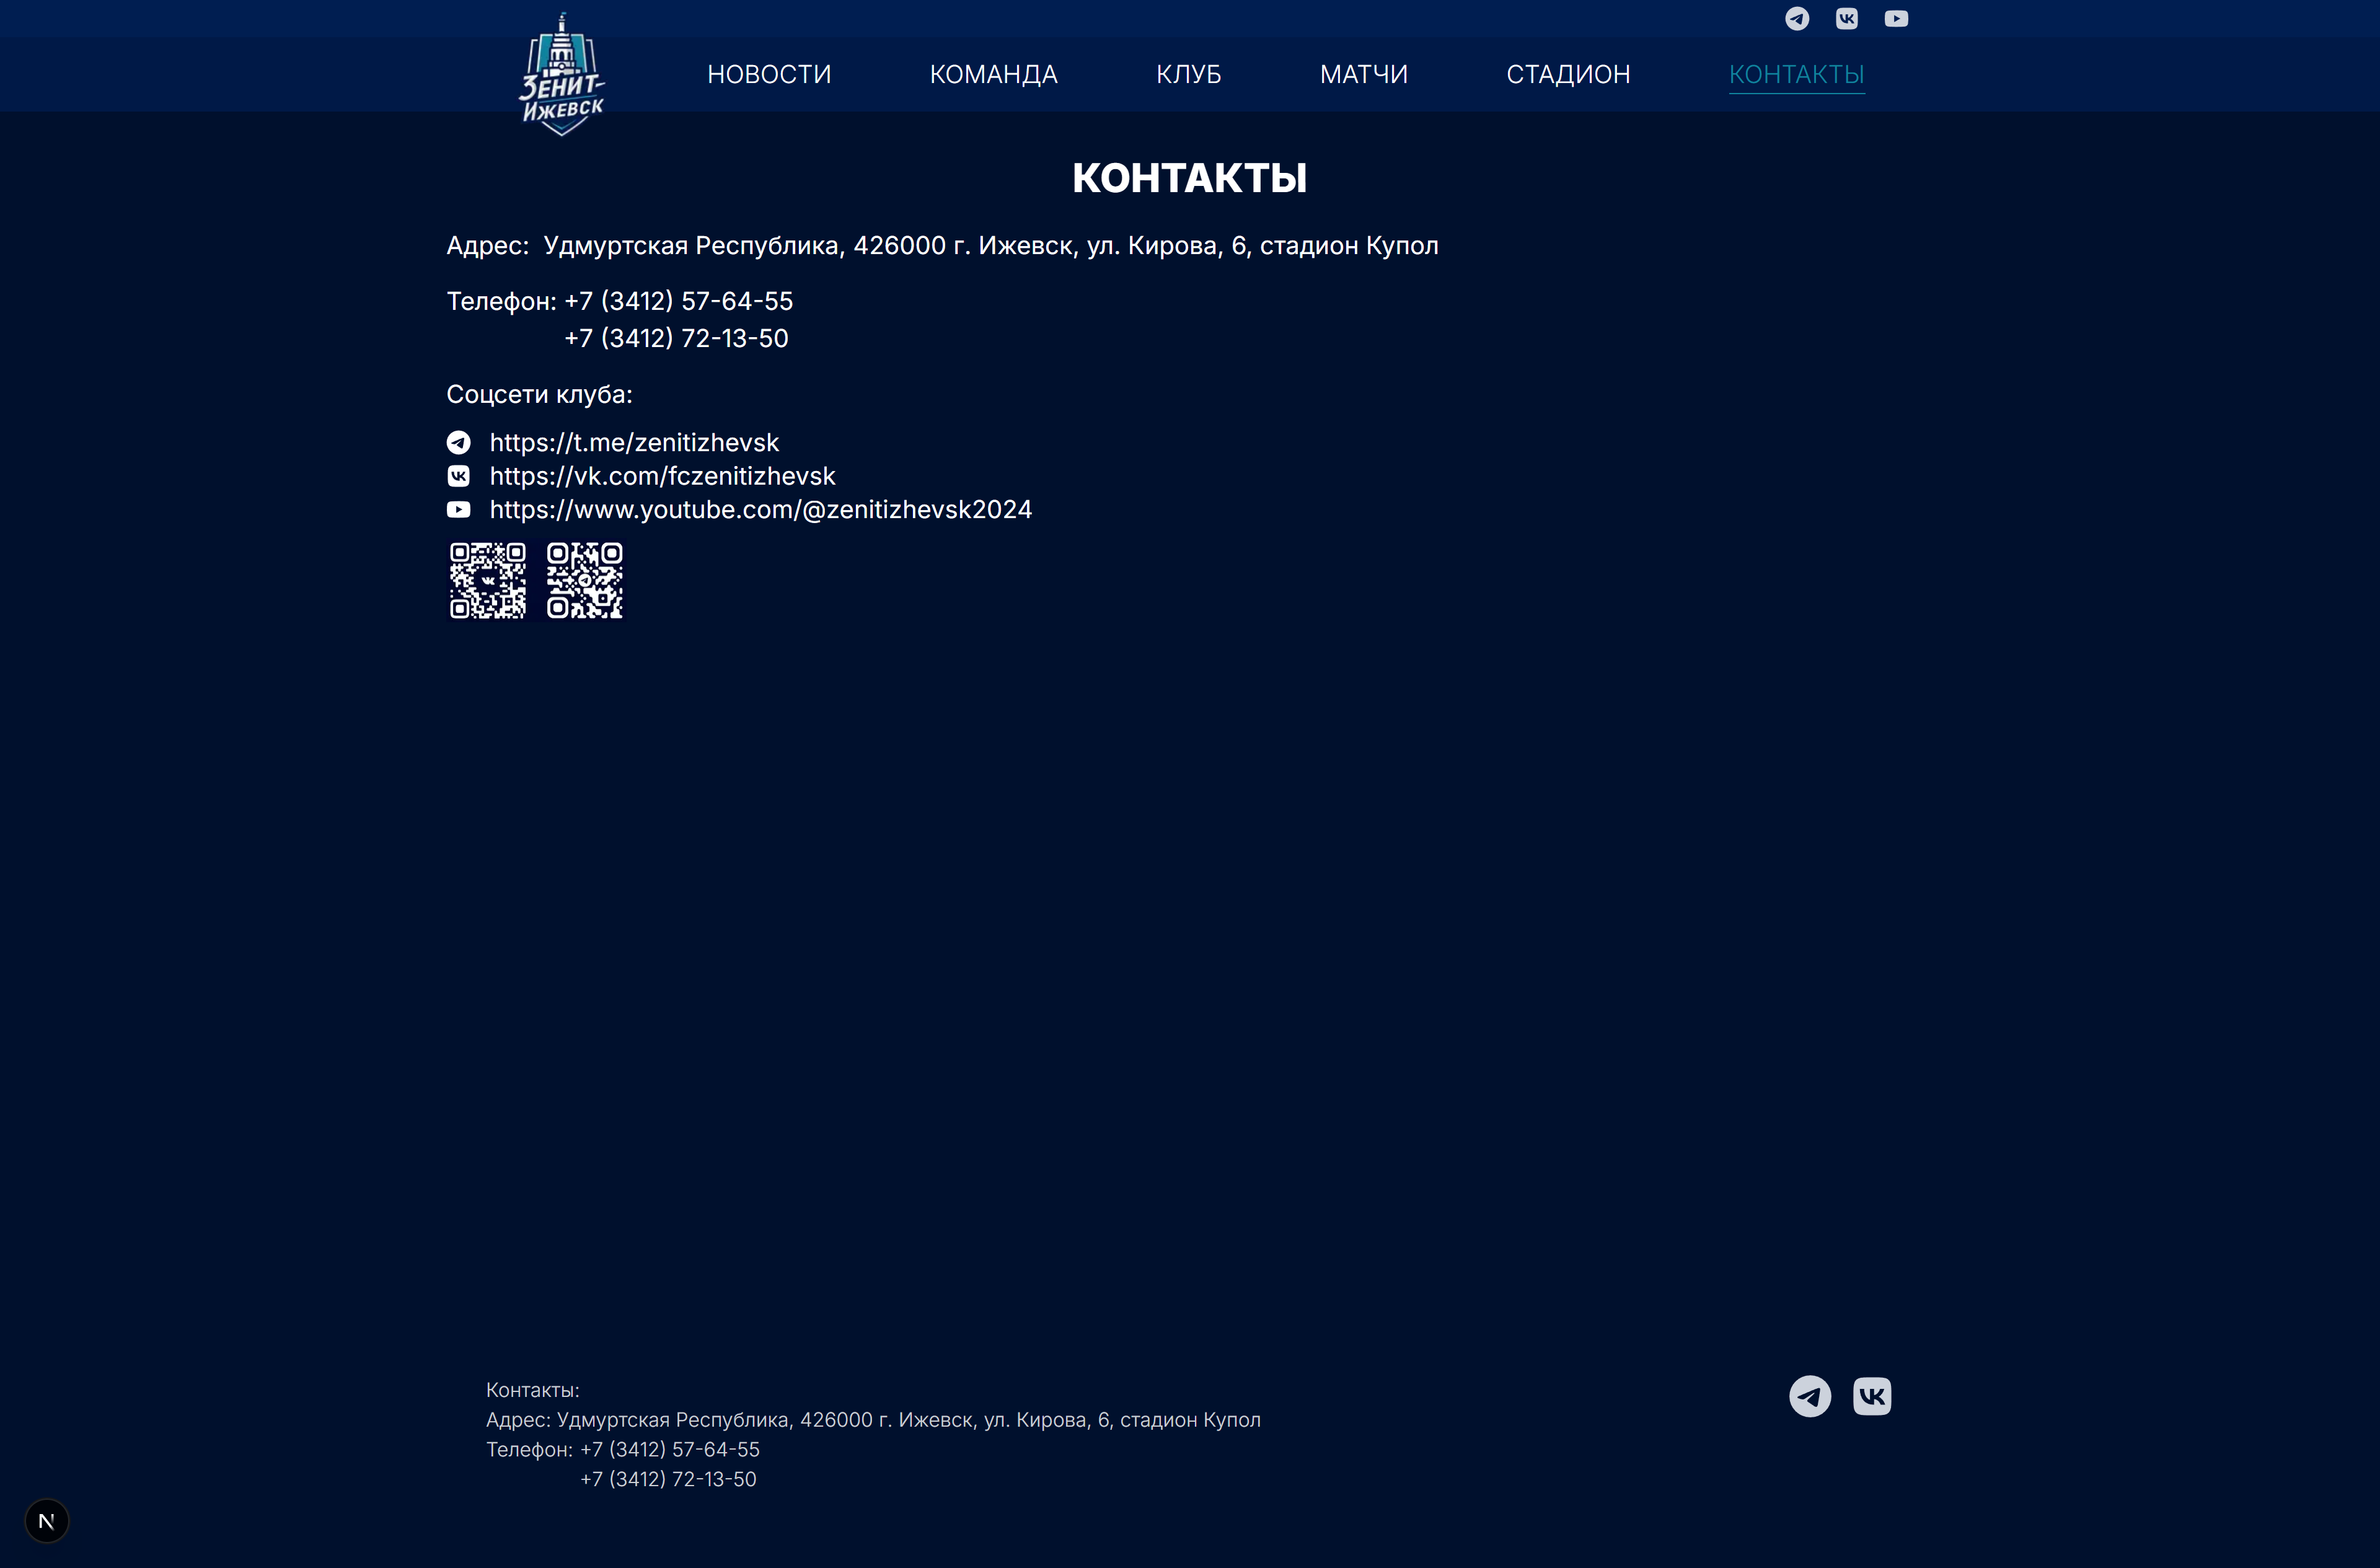 ЗЕНИТ-
ИЖЕВСК
НОВОСТИ КОМАНДА КЛУБ МАТЧИ СТАДИОН КОНТАКТЫ
КОНТАКТЫ
Адрес: Удмуртская Республика, 426000 г. Ижевск, ул. Кирова, 6, стадион Купол
Телефон: +7 (3412) 57-64-55
+7 (3412) 72-13-50
Соцсети клуба:
https://t.me/zenitizhevsk
https://vk.com/fczenitizhevsk
https://www.youtube.com/@zenitizhevsk2024
Контакты:
Адрес: Удмуртская Республика, 426000 г. Ижевск, ул. Кирова, 6, стадион Купол
Телефон: +7 (3412) 57-64-55
+7 (3412) 72-13-50